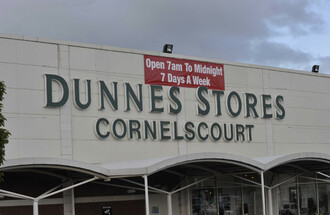 Open 7am To Midnight
7 Days A Week
DUNNES STORES
CORNELSCOURT